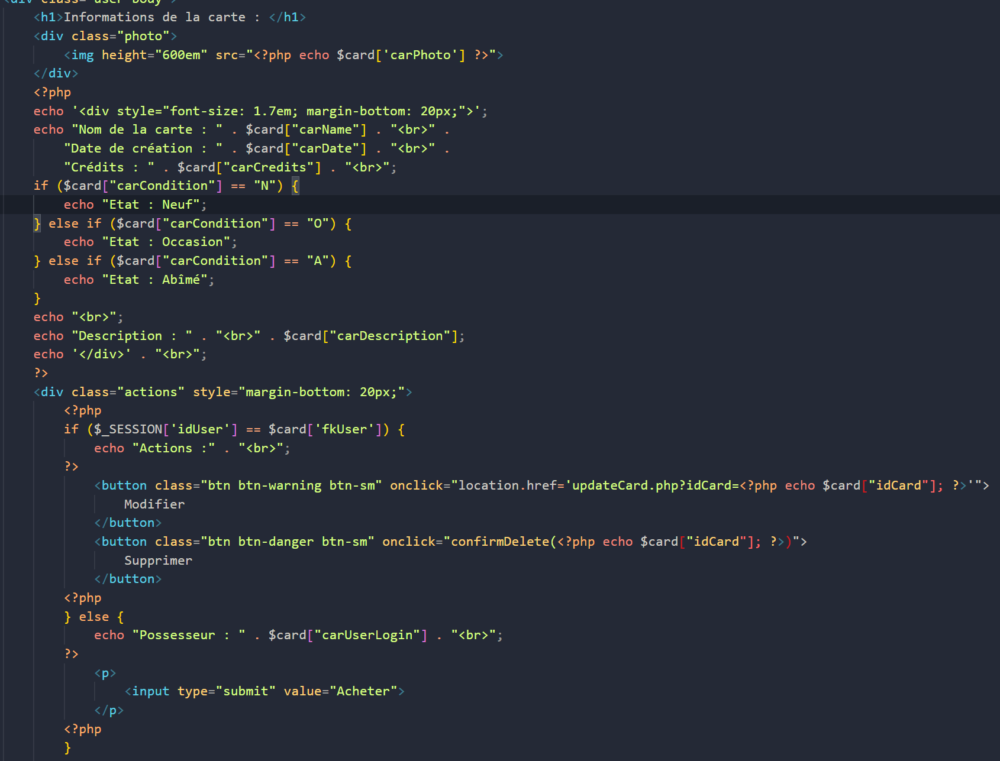 <div class="user-body">
<h1>Informations de la carte : </h1>
<div class="photo">
<img height="600em" src="<?php echo $card['carPhoto'] ?>">
</div>
<?php
echo '<div style="font-size: 1.7em; margin-bottom: 20px;">';
echo "Nom de la carte : " . $card["carName"] . "<br>" .
"Date de création : " . $card["carDate"] . "<br>" .
"Crédits : " . $card["carCredits"] . "<br>";
if ($card["carCondition"] == "N") {
echo "Etat : Neuf";
} else if ($card["carCondition"] == "O") {
echo "Etat : Occasion";
} else if ($card["carCondition"] == "A") {
echo "Etat : Abîmé";
}
echo "<br>";
echo "Description : " . "<br>" . $card["carDescription"];
echo '</div>' . "<br>";
?>
<div class="actions" style="margin-bottom: 20px;">
<?php
if ($_SESSION['idUser'] == $card['fkUser']) {
echo "Actions :" . "<br>";
?>
<button class="btn btn-warning btn-sm" onclick="location.href='updateCard.php?idCard=<?php echo $card["idCard"]; ?>'">
Modifier
</button>
<button class="btn btn-danger btn-sm" onclick="confirmDelete(<?php echo $card["idCard"]; ?>)">
Supprimer
</button>
<?php
} else {
echo "Possesseur : " . $card["carUserLogin"] . "<br>";
?>
<p>
<input type="submit" value="Acheter">
</p>
<?php
}